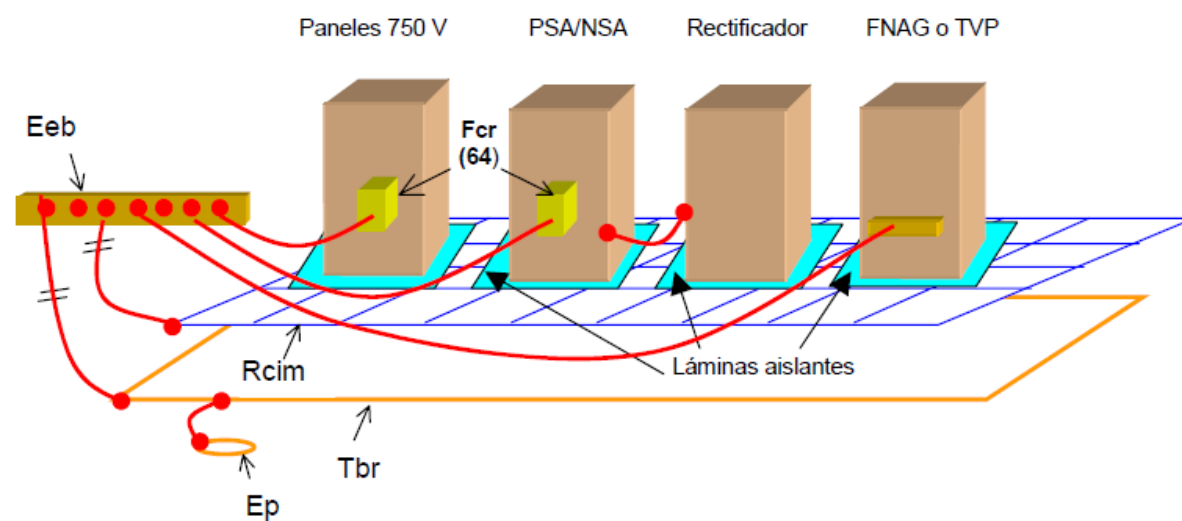 Paneles 750 V
PSA/NSA
Rectificador
FNAG o TVP
Eeb
Fcr
(64)
Láminas aislantes
Rcim
Tbr
Ep